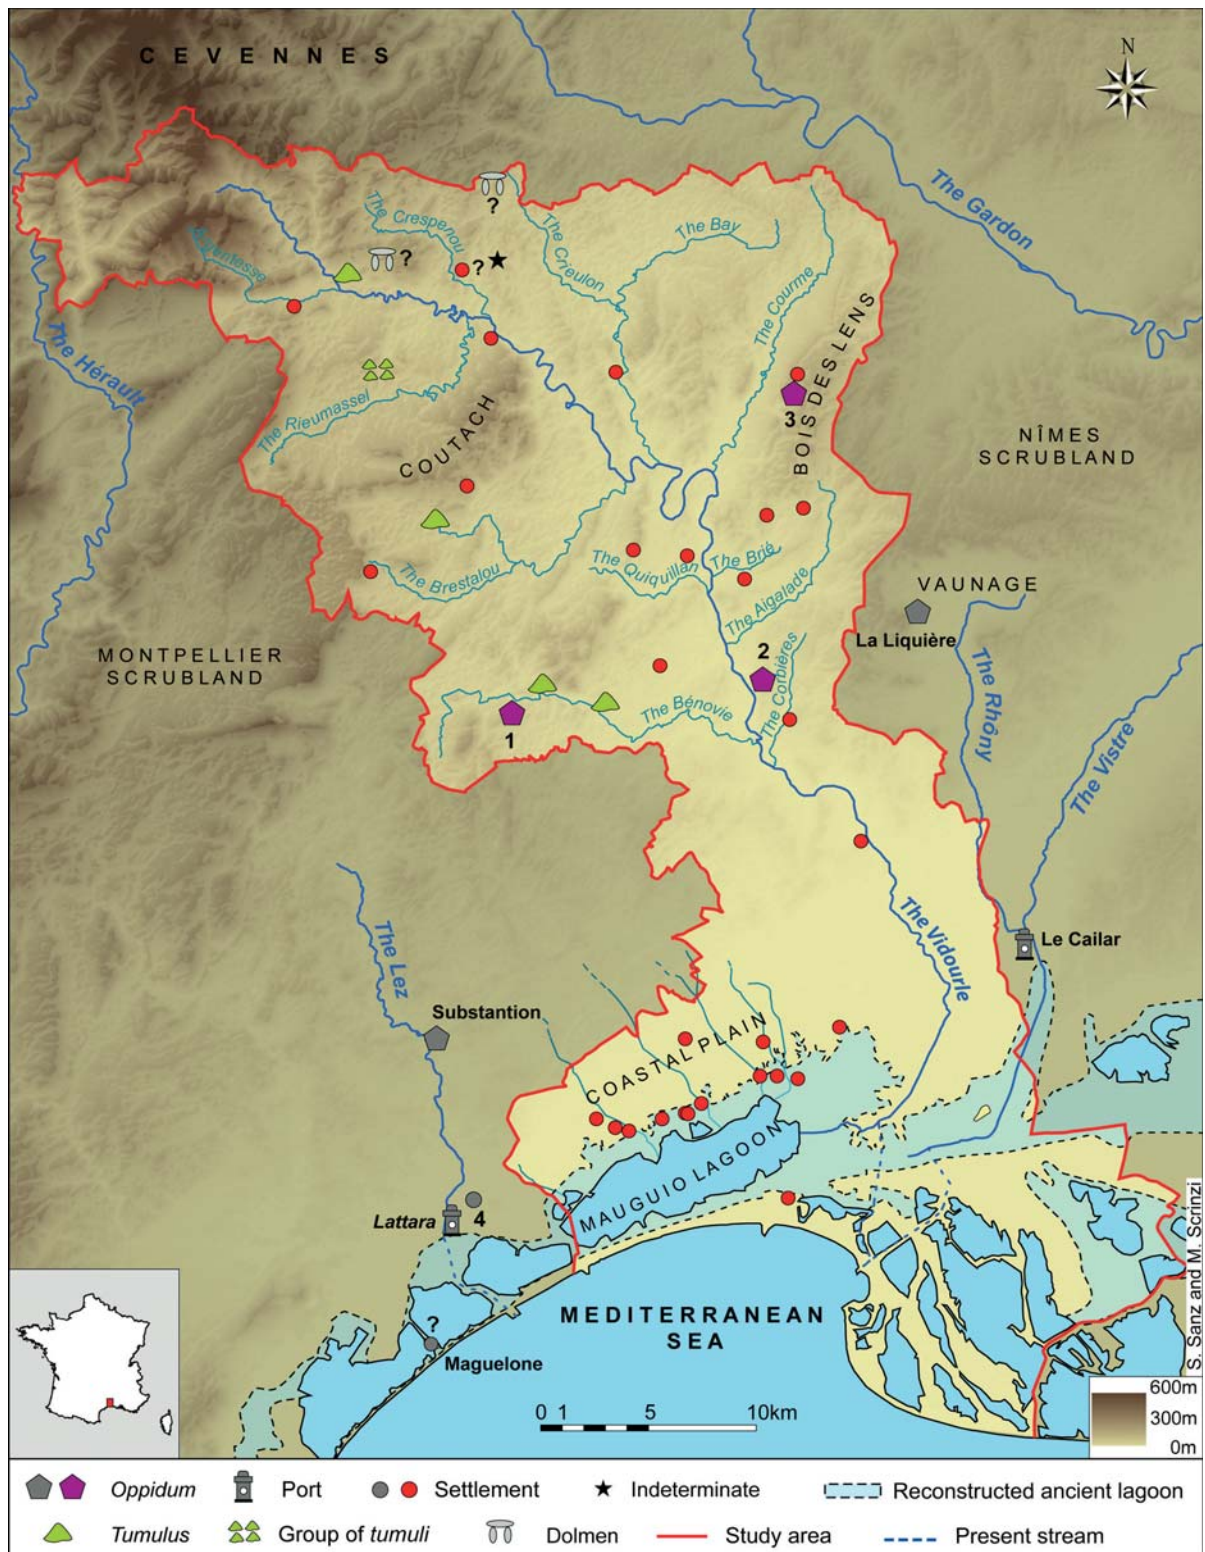 CEVENNES
N
The Gardon
The Crespenou
?
The Crieulon
The Bay
The Courme
?
?
The Hérault
The Rieumassel
COUTACH
3
BOIS DES LENS
NÎMES
SCRUBLAND
The Brestalou
The Quiquillan
The Brié
The Aigalade
VAUNAGE
La Liquière
MONTPELLIER
SCRUBLAND
2
The Corbières
The Rhôny
The Vistre
1
The Bénovie
The Lez
The Vidourle
Le Cailar
Substantion
COASTAL PLAIN
MAUGUIO LAGOON
Lattara
4
S. Sanz and M. Scrinzi
MEDITERRANEAN
SEA
?
Maguelone
0 1 5 10km
600m
300m
0m
Oppidum Port Settlement Indeterminate Reconstructed ancient lagoon
Tumulus Group of tumuli Dolmen Study area Present stream